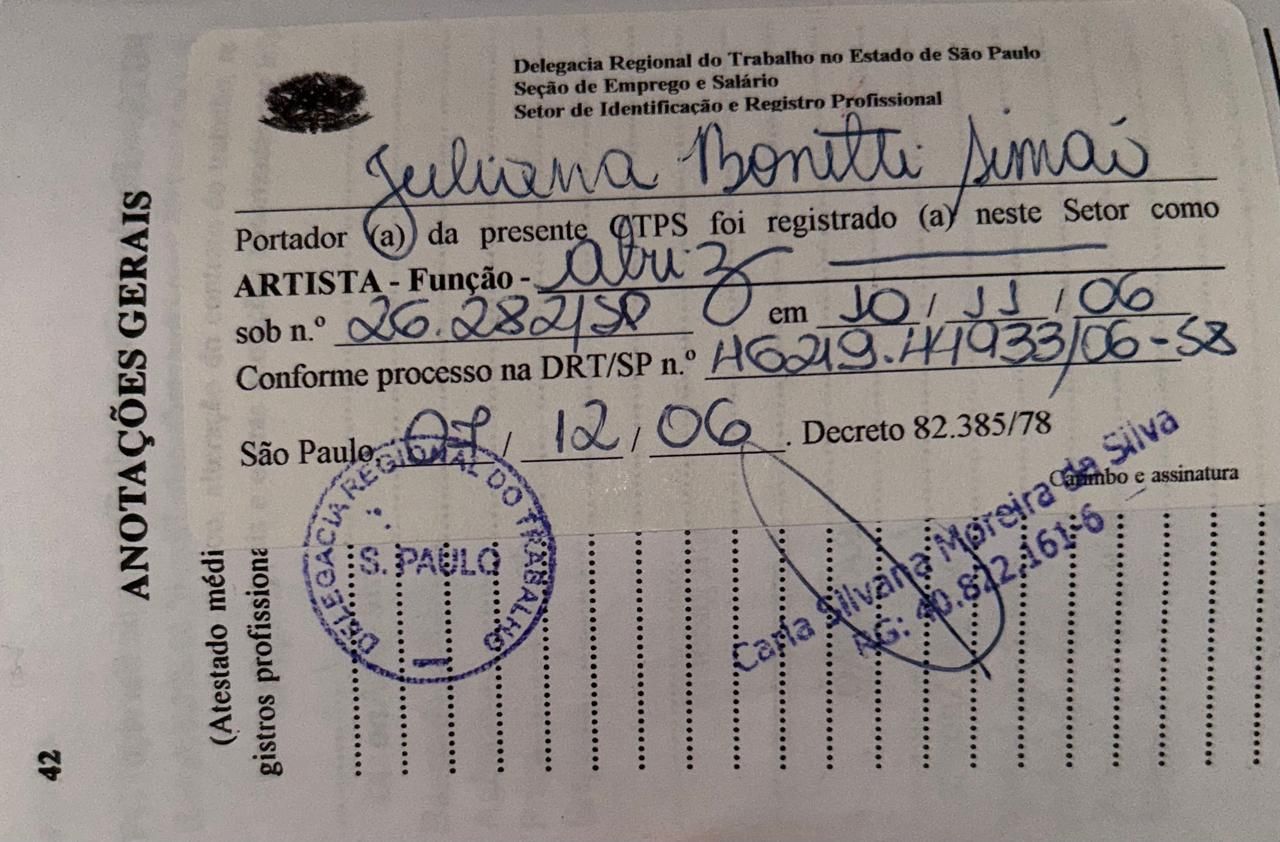 Delegacia Regional do Trabalho no Estado de São Paulo
Seção de Emprego e Salário
Setor de Identificação e Registro Profissional
Juliana Bonetti Simão
Portador (a) da presente CTPS foi registrado (a) neste Setor como
ARTISTA - Função - atriz
sob n.º 26.282/SP em 10/11/06
Conforme processo na DRT/SP n.º 46219.41933/06-58
São Paulo, 07/12/06. Decreto 82.385/78
Carimbo e assinatura
Carla Silvana Moreira da Silva
AG: 40.822.161-6
DELEGACIA REGIONAL DO TRABALHO
S. PAULO
ANOTAÇÕES GERAIS
(Atestado médi
gistros profissiona
42